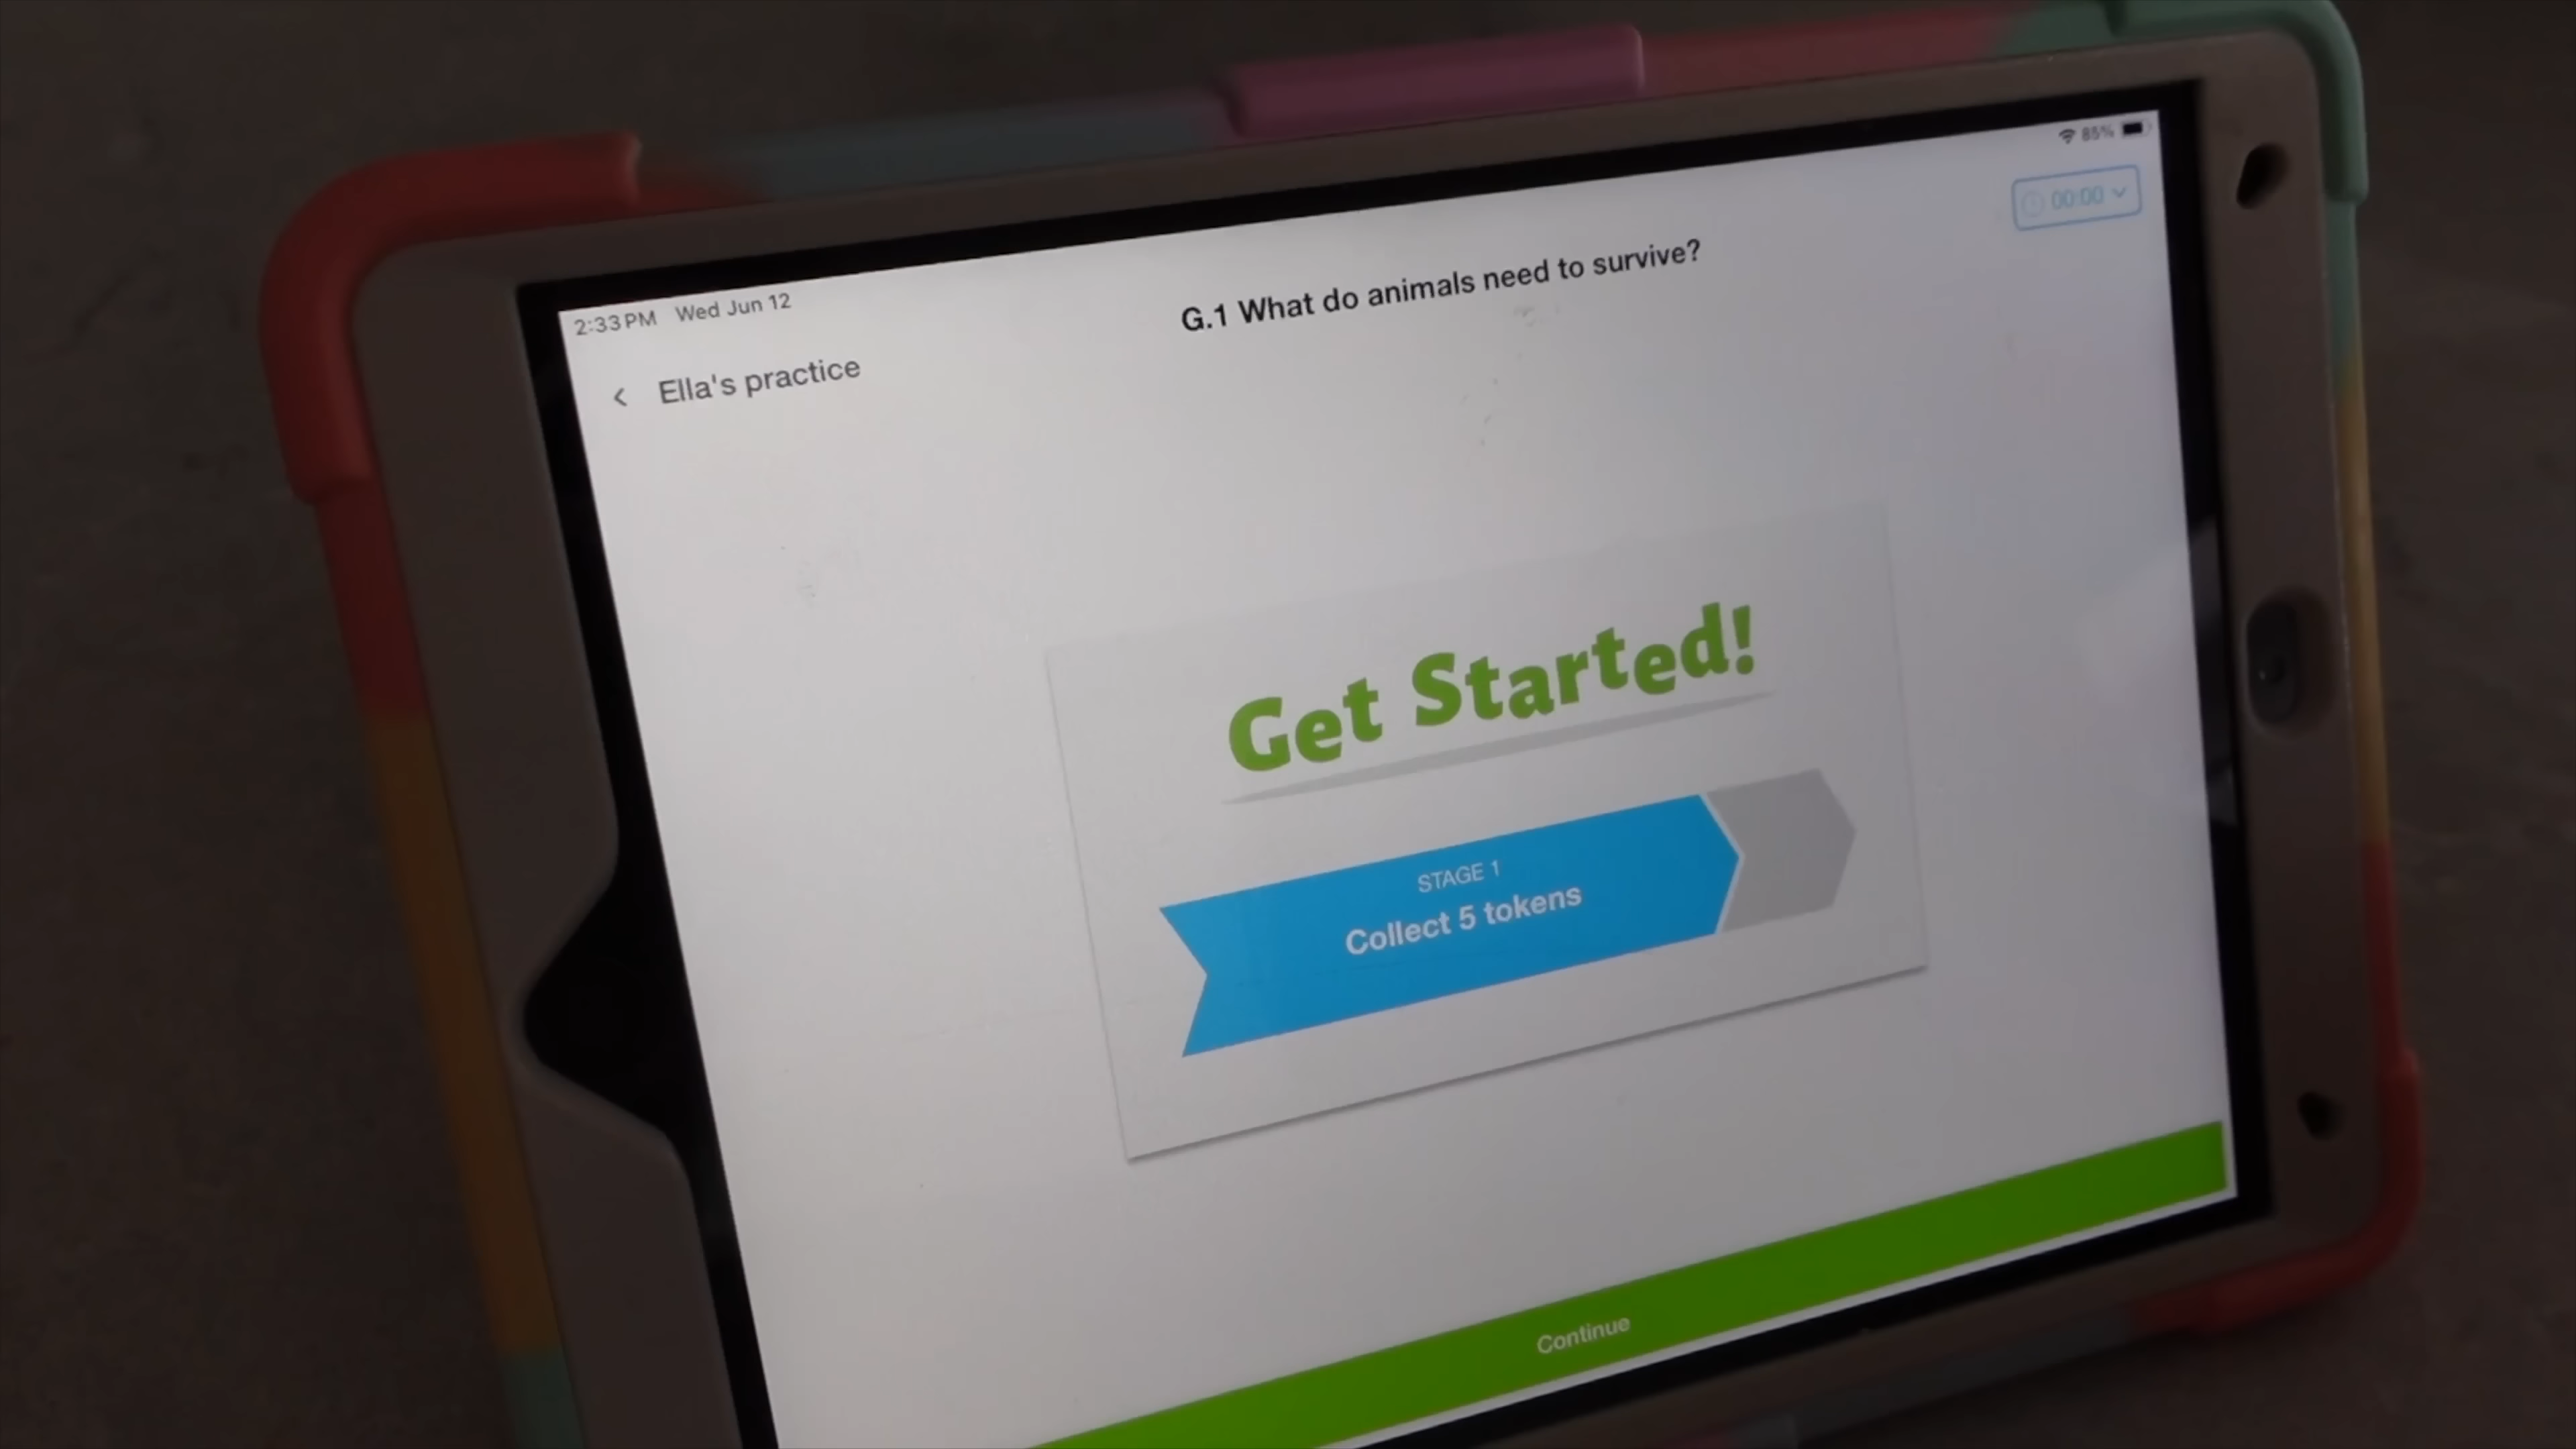 2:33 PM Wed Jun 12
85%
00:00
G.1 What do animals need to survive?
Ella's practice
Get Started!
STAGE 1
Collect 5 tokens
Continue